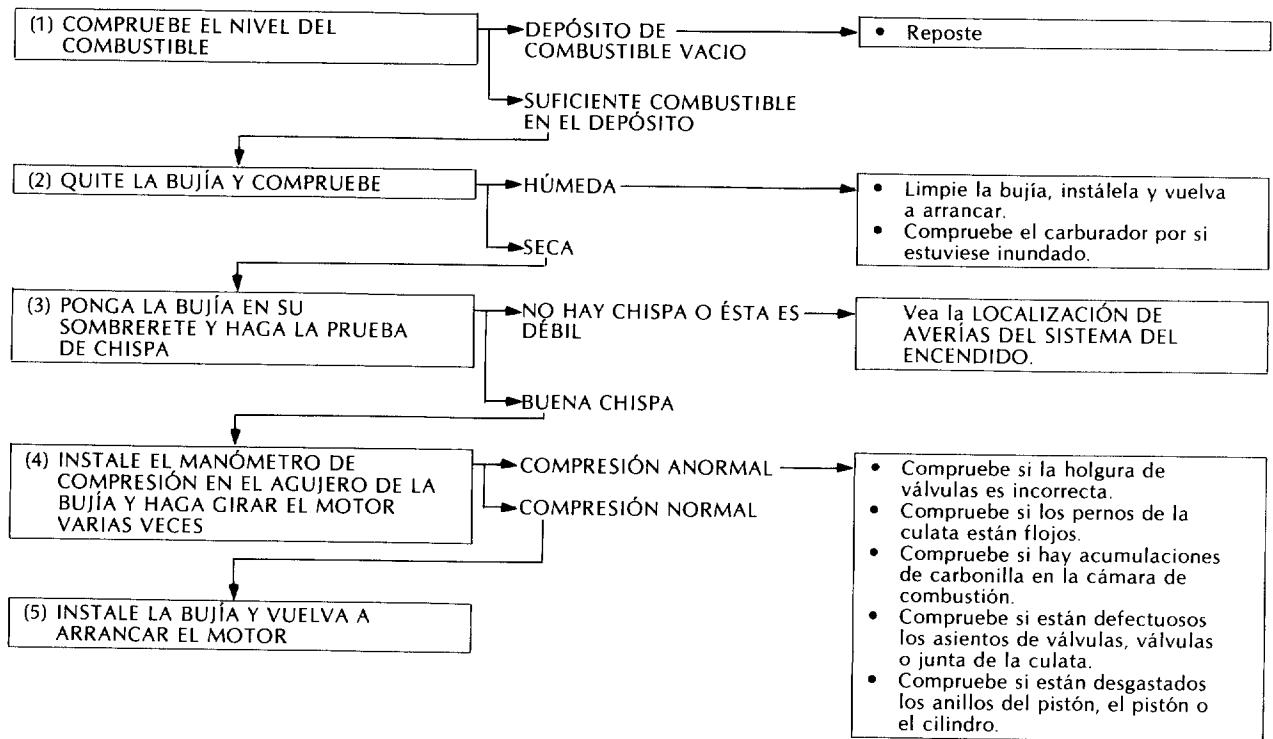 (1) COMPRUEBE EL NIVEL DEL
COMBUSTIBLE
DEPÓSITO DE
COMBUSTIBLE VACIO
• Reposte
SUFICIENTE COMBUSTIBLE
EN EL DEPÓSITO
(2) QUITE LA BUJÍA Y COMPRUEBE
HÚMEDA
• Limpie la bujía, instálela y vuelva
a arrancar.
• Compruebe el carburador por si
estuviese inundado.
SECA
(3) PONGA LA BUJÍA EN SU
SOMBRERETE Y HAGA LA PRUEBA
DE CHISPA
NO HAY CHISPA O ÉSTA ES
DÉBIL
Vea la LOCALIZACIÓN DE
AVERÍAS DEL SISTEMA DEL
ENCENDIDO.
BUENA CHISPA
(4) INSTALE EL MANÓMETRO DE
COMPRESIÓN EN EL AGUJERO DE LA
BUJÍA Y HAGA GIRAR EL MOTOR
VARIAS VECES
COMPRESIÓN ANORMAL
COMPRESIÓN NORMAL
• Compruebe si la holgura de
válvulas es incorrecta.
• Compruebe si los pernos de la
culata están flojos.
• Compruebe si hay acumulaciones
de carbonilla en la cámara de
combustión.
• Compruebe si están defectuosos
los asientos de válvulas, válvulas
o junta de la culata.
• Compruebe si están desgastados
los anillos del pistón, el pistón o
el cilindro.
(5) INSTALE LA BUJÍA Y VUELVA A
ARRANCAR EL MOTOR